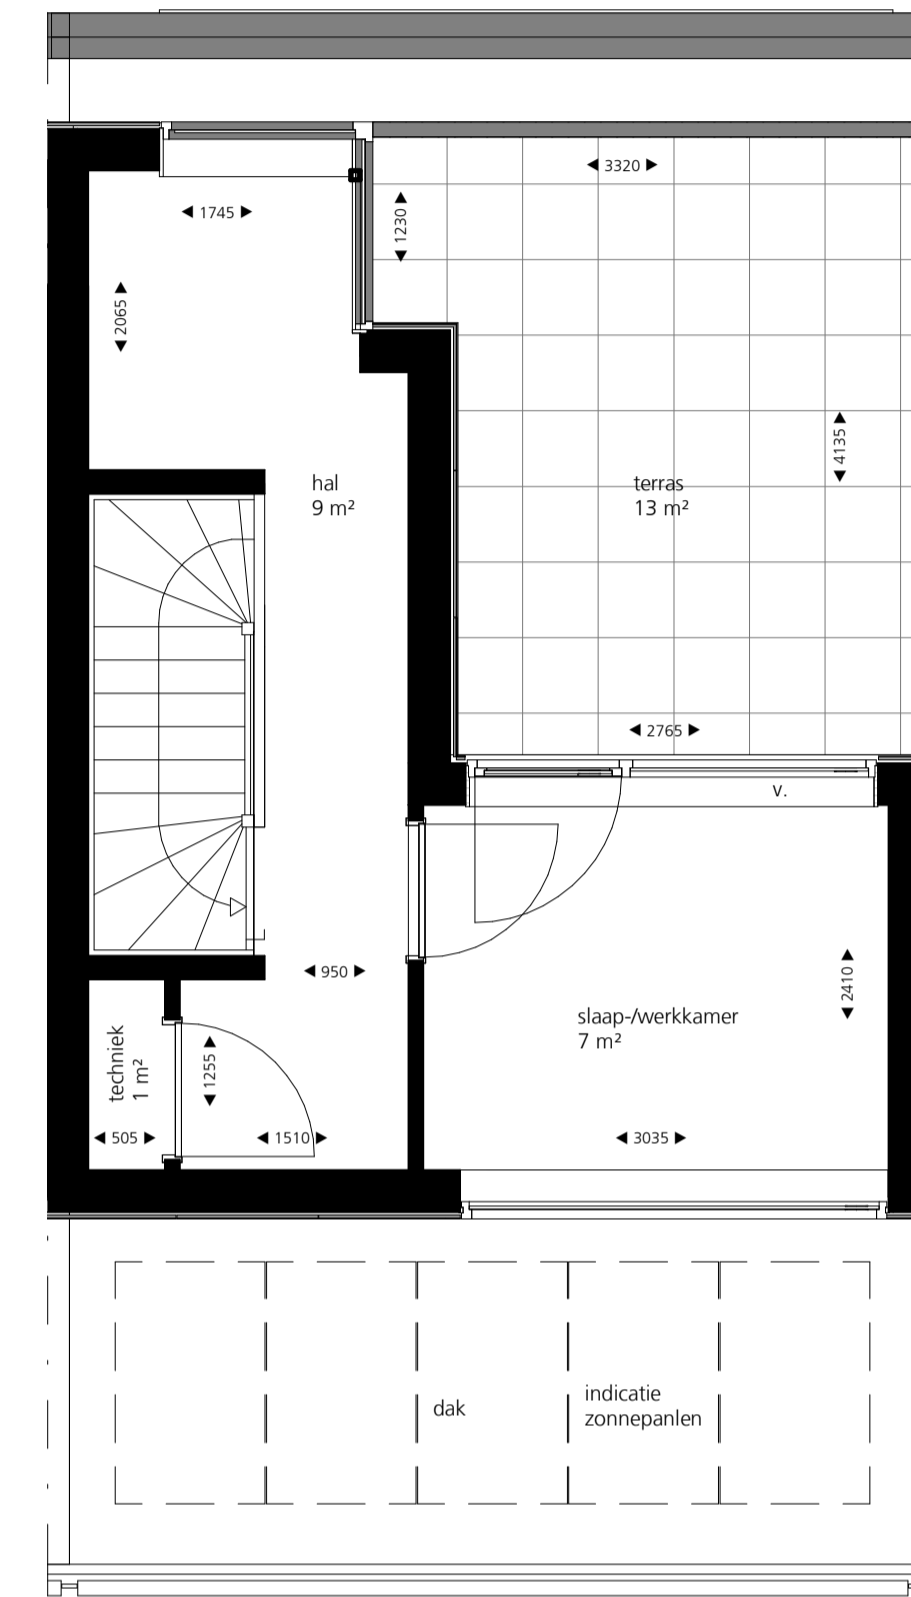 3320
1745
1230
2065
4135
hal
9 m²
terras
13 m²
2765
v.
950
2410
slaap-/werkkamer
7 m²
techniek
1 m²
1255
505
1510
3035
indicatie
zonnepanlen
dak